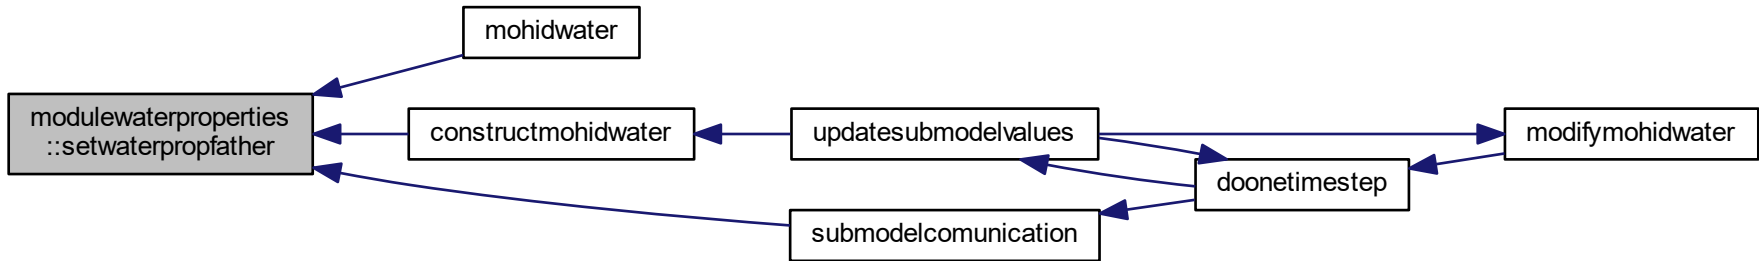 mohidwater
modulewaterproperties
::setwaterpropfather
constructmohidwater
updatesubmodelvalues
modifymohidwater
doonetimestep
submodelcomunication